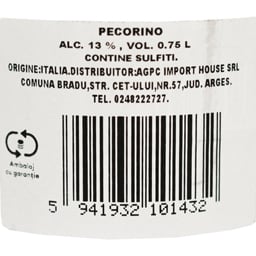 PECORINO
ALC. 13 % , VOL. 0.75 L
CONTINE SULFITI.
ORIGINE:ITALIA.DISTRIBUITOR:AGPC IMPORT HOUSE SRL
COMUNA BRADU,STR. CET-ULUI,NR.57,JUD. ARGES.
TEL. 0248222727.
Ambalaj
cu garanție
5 941932 101432